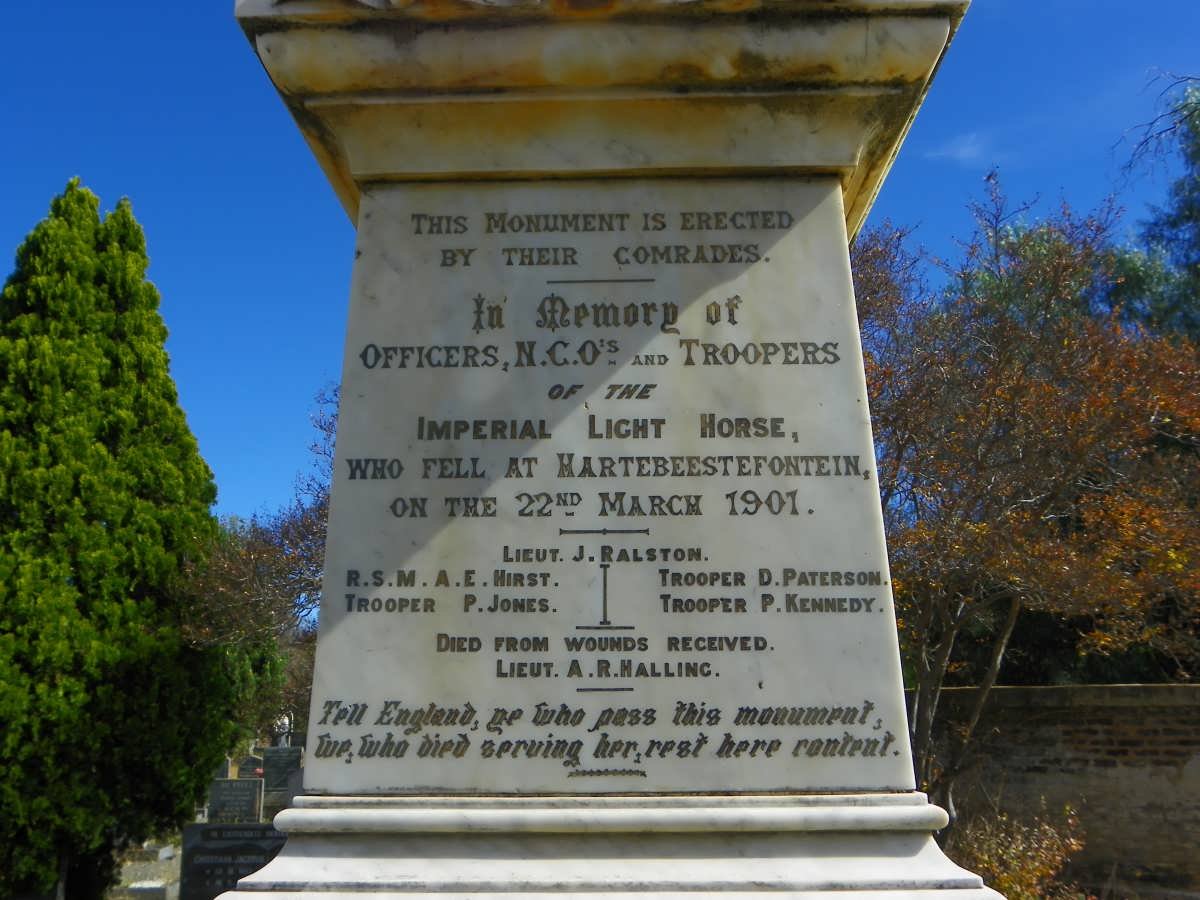 THIS MONUMENT IS ERECTED
BY THEIR COMRADES.
In Memory of
OFFICERS, N.C.O'S AND TROOPERS
OF THE
IMPERIAL LIGHT HORSE,
WHO FELL AT HARTEBEESTEFONTEIN,
ON THE 22ND MARCH 1901.
LIEUT. J. RALSTON.
R.S.M. A.E. HIRST. TROOPER D. PATERSON.
TROOPER P. JONES. TROOPER P. KENNEDY.
DIED FROM WOUNDS RECEIVED.
LIEUT. A.R. HALLING.
Tell England, ye who pass this monument,
We, who died serving her, rest here content.